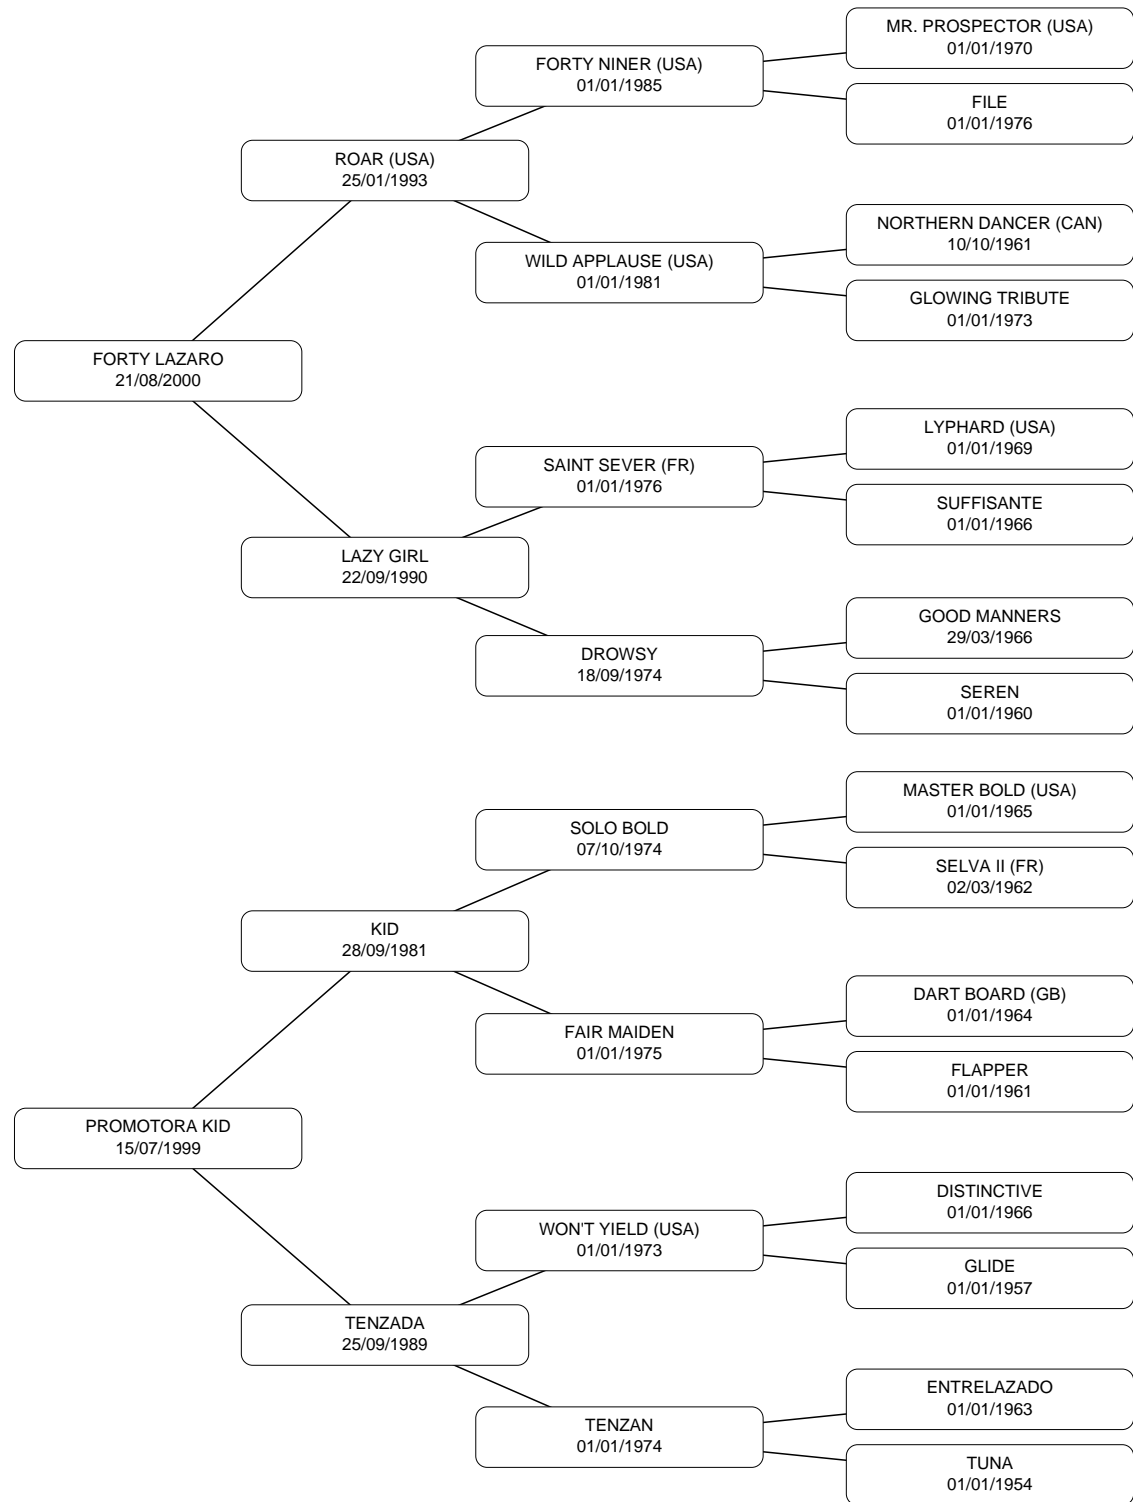 MR. PROSPECTOR (USA)
01/01/1970
FORTY NINER (USA)
01/01/1985
FILE
01/01/1976
ROAR (USA)
25/01/1993
NORTHERN DANCER (CAN)
10/10/1961
WILD APPLAUSE (USA)
01/01/1981
GLOWING TRIBUTE
01/01/1973
FORTY LAZARO
21/08/2000
LYPHARD (USA)
01/01/1969
SAINT SEVER (FR)
01/01/1976
SUFFISANTE
01/01/1966
LAZY GIRL
22/09/1990
GOOD MANNERS
29/03/1966
DROWSY
18/09/1974
SEREN
01/01/1960
MASTER BOLD (USA)
01/01/1965
SOLO BOLD
07/10/1974
SELVA II (FR)
02/03/1962
KID
28/09/1981
DART BOARD (GB)
01/01/1964
FAIR MAIDEN
01/01/1975
FLAPPER
01/01/1961
PROMOTORA KID
15/07/1999
DISTINCTIVE
01/01/1966
WON'T YIELD (USA)
01/01/1973
GLIDE
01/01/1957
TENZADA
25/09/1989
ENTRELAZADO
01/01/1963
TENZAN
01/01/1974
TUNA
01/01/1954